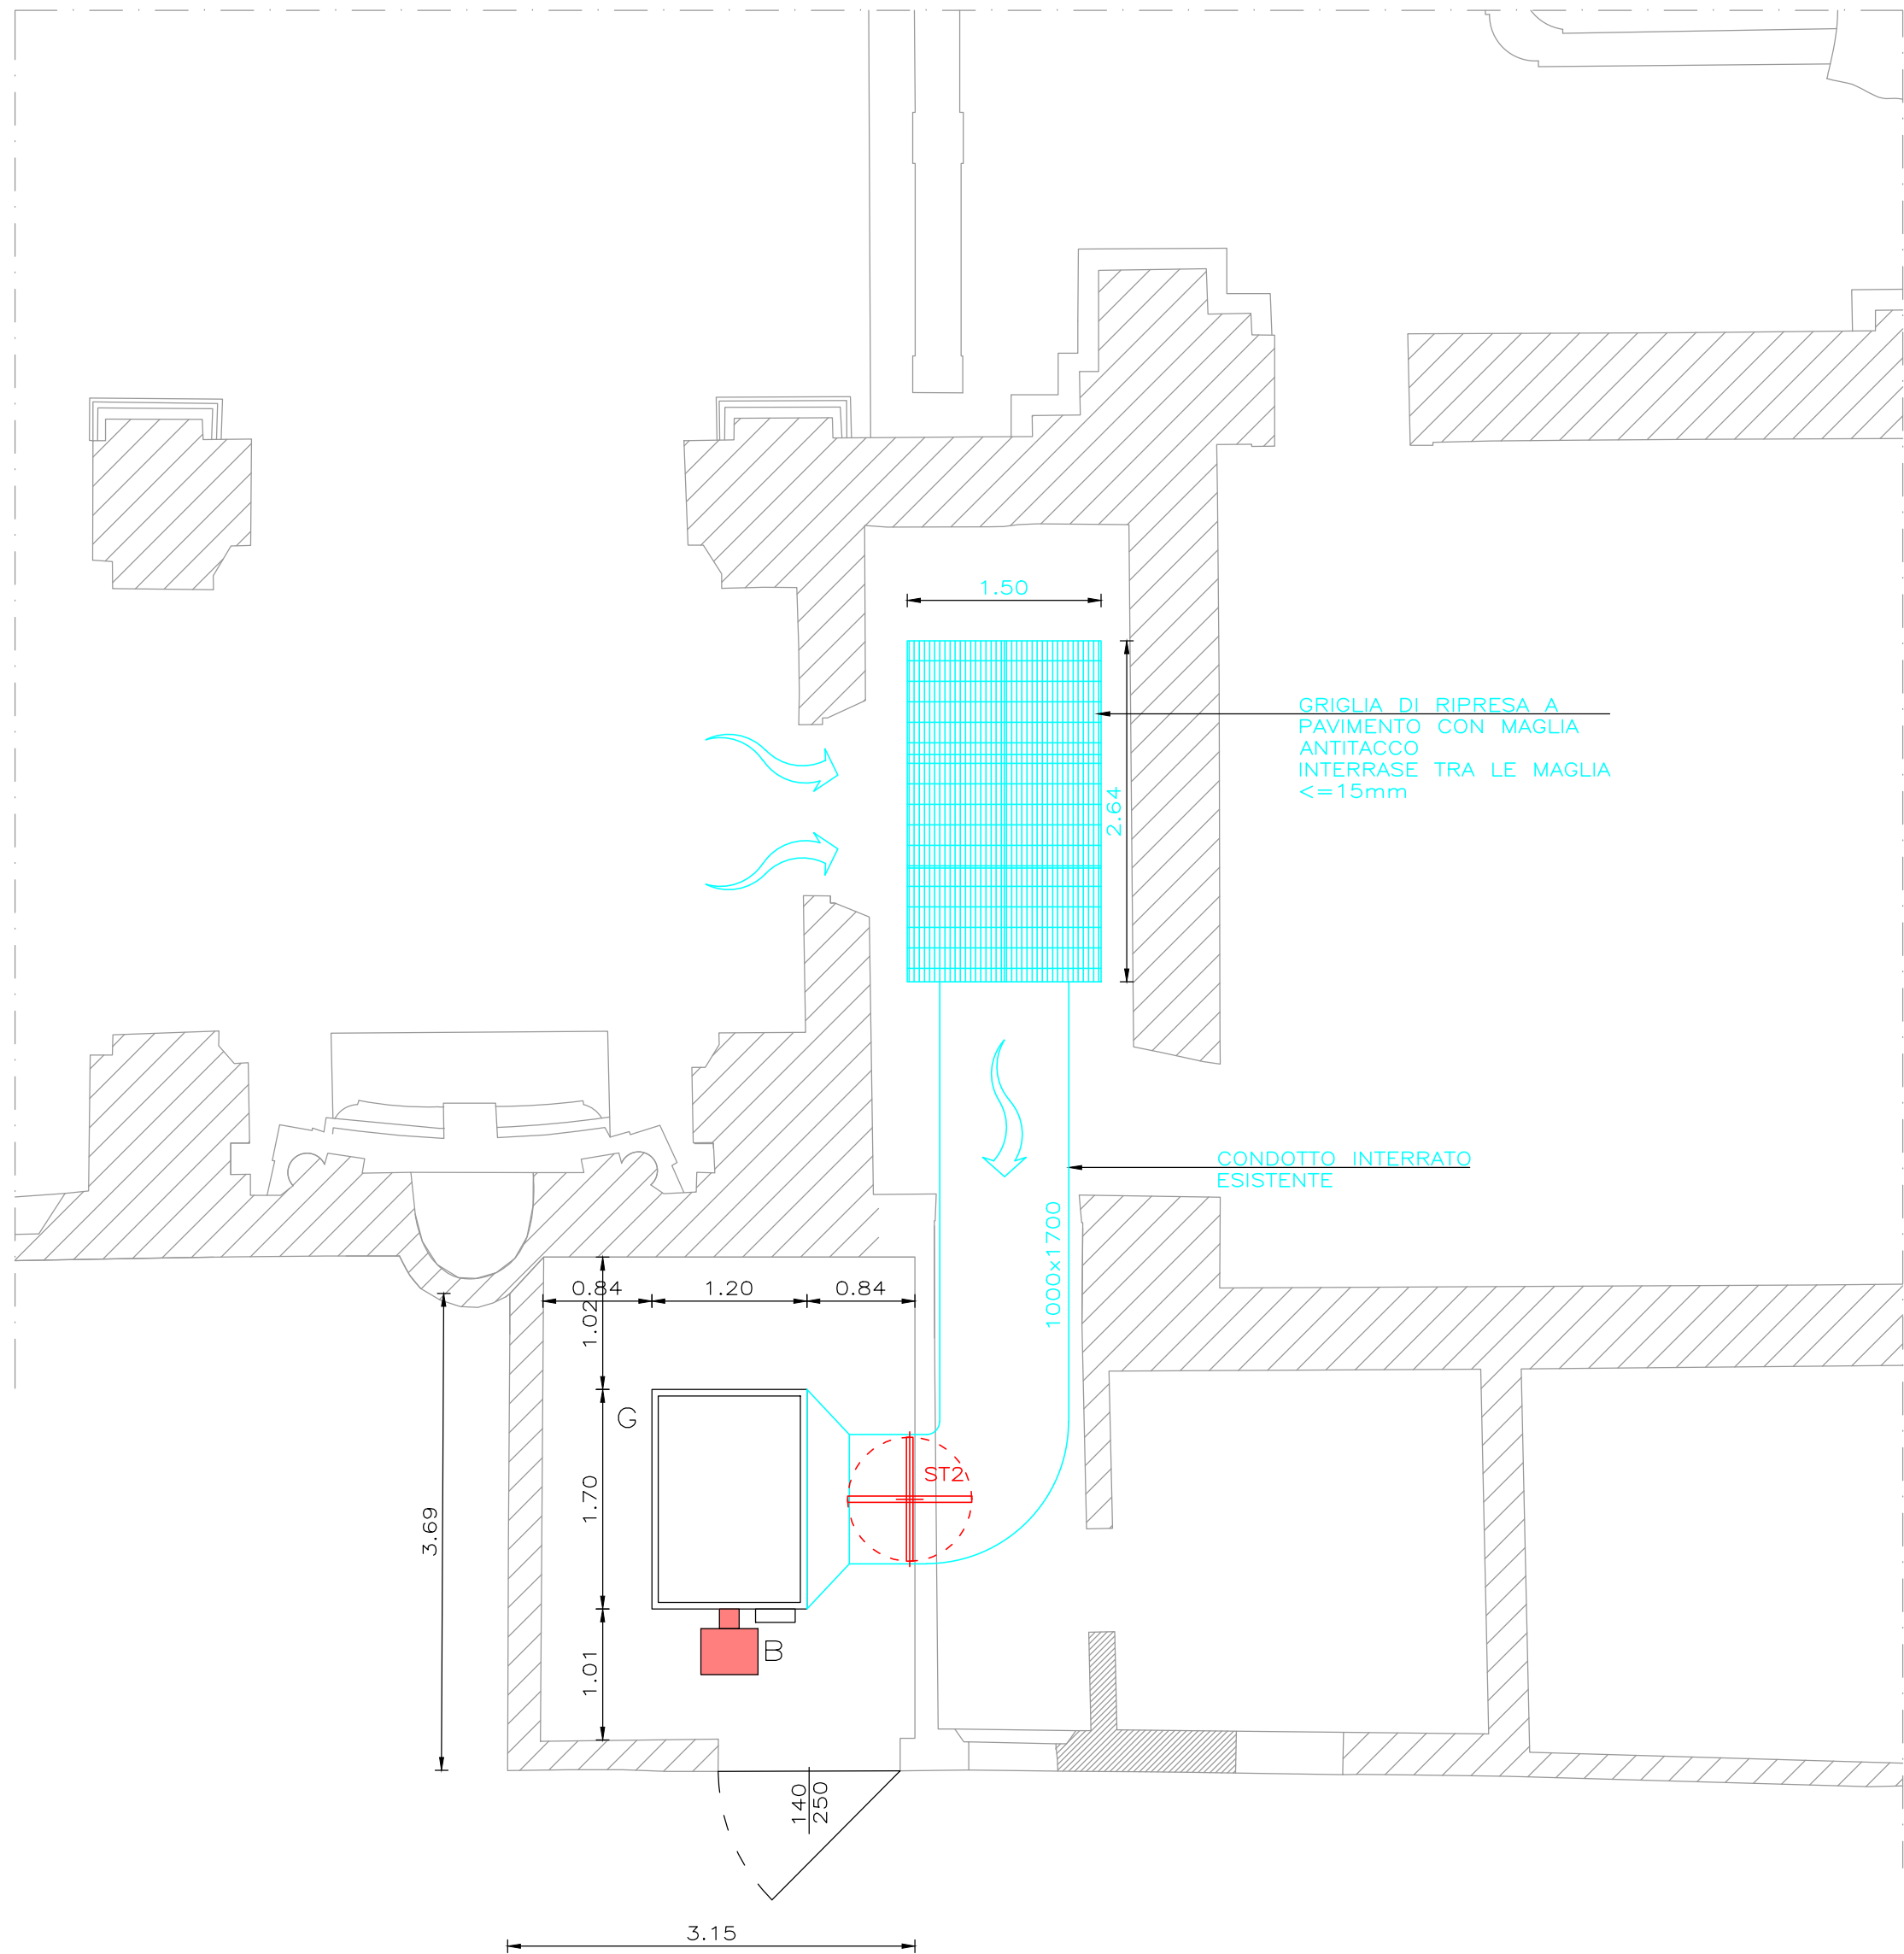 1.50
GRIGLIA DI RIPRESA A
PAVIMENTO CON MAGLIA
ANTITACCO
INTERRASE TRA LE MAGLIA
<=15mm
2.64
CONDOTTO INTERRATO
ESISTENTE
1000x1700
0.84
1.20
0.84
1.02
G
ST2
1.70
3.69
B
1.01
140
250
3.15